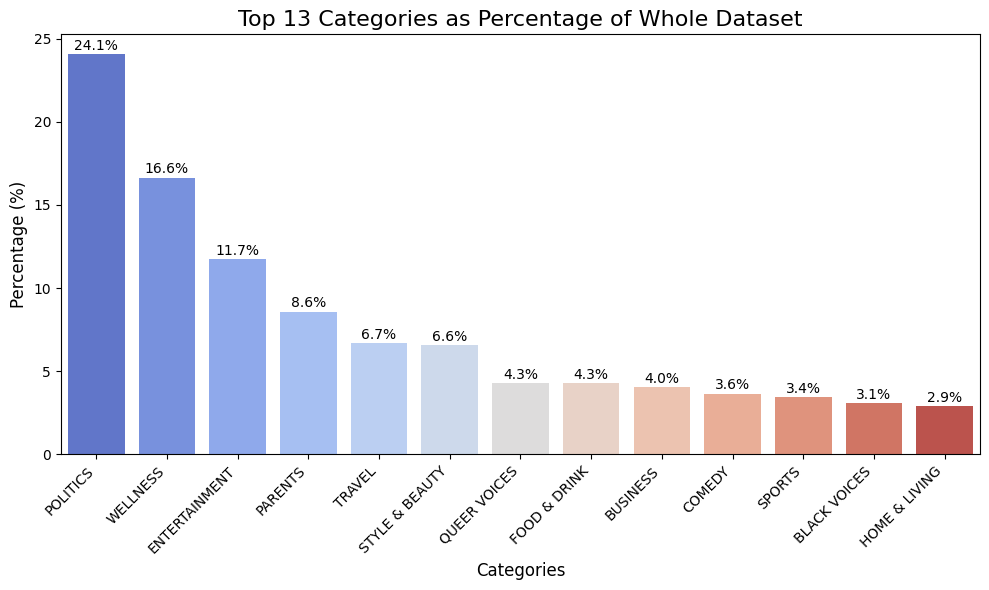 Top 13 Categories as Percentage of Whole Dataset
Percentage (%)
25
20
15
10
5
0
24.1%
16.6%
11.7%
8.6%
6.7%
6.6%
4.3%
4.3%
4.0%
3.6%
3.4%
3.1%
2.9%
POLITICS
WELLNESS
ENTERTAINMENT
PARENTS
TRAVEL
STYLE & BEAUTY
QUEER VOICES
FOOD & DRINK
BUSINESS
COMEDY
SPORTS
BLACK VOICES
HOME & LIVING
Categories